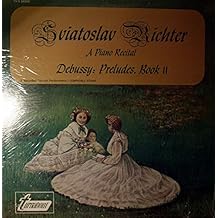 Sviatoslav Richter
A Piano Recital
Debussy: Preludes, Book II
turnabout